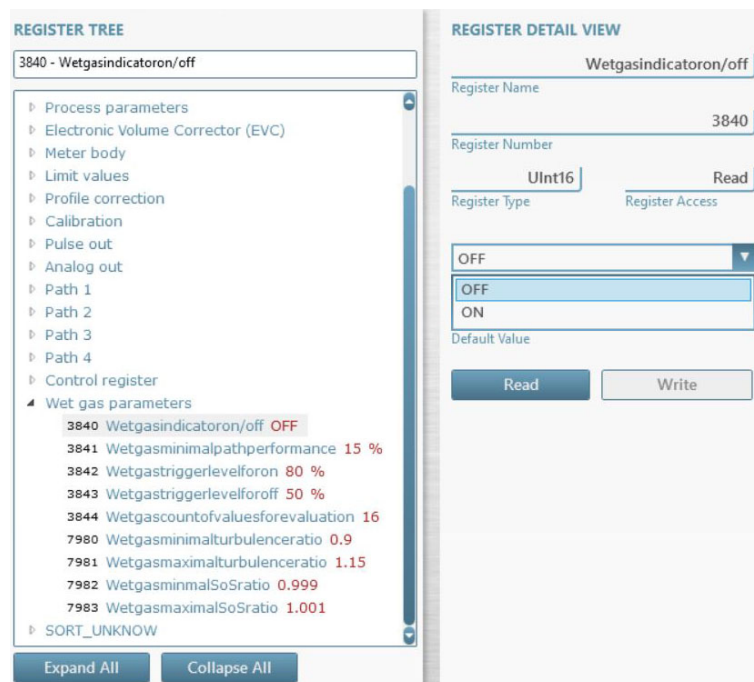 REGISTER TREE
3840 - Wetgasindicatoron/off
Process parameters
Electronic Volume Corrector (EVC)
Meter body
Limit values
Profile correction
Calibration
Pulse out
Analog out
Path 1
Path 2
Path 3
Path 4
Control register
Wet gas parameters
3840 Wetgasindicatoron/off OFF
3841 Wetgasminimalpathperformance 15 %
3842 Wetgastriggerlevelforon 80 %
3843 Wetgastriggerlevelforoff 50 %
3844 Wetgascountofvaluesforevaluation 16
7980 Wetgasminimalturbulenceratio 0.9
7981 Wetgasmaximalturbulenceratio 1.15
7982 WetgasminmalSoSratio 0.999
7983 WetgasmaximalSoSratio 1.001
SORT_UNKNOW
Expand All Collapse All
REGISTER DETAIL VIEW
Wetgasindicatoron/off
Register Name
3840
Register Number
UInt16 Read
Register Type Register Access
OFF
OFF
ON
Default Value
Read Write